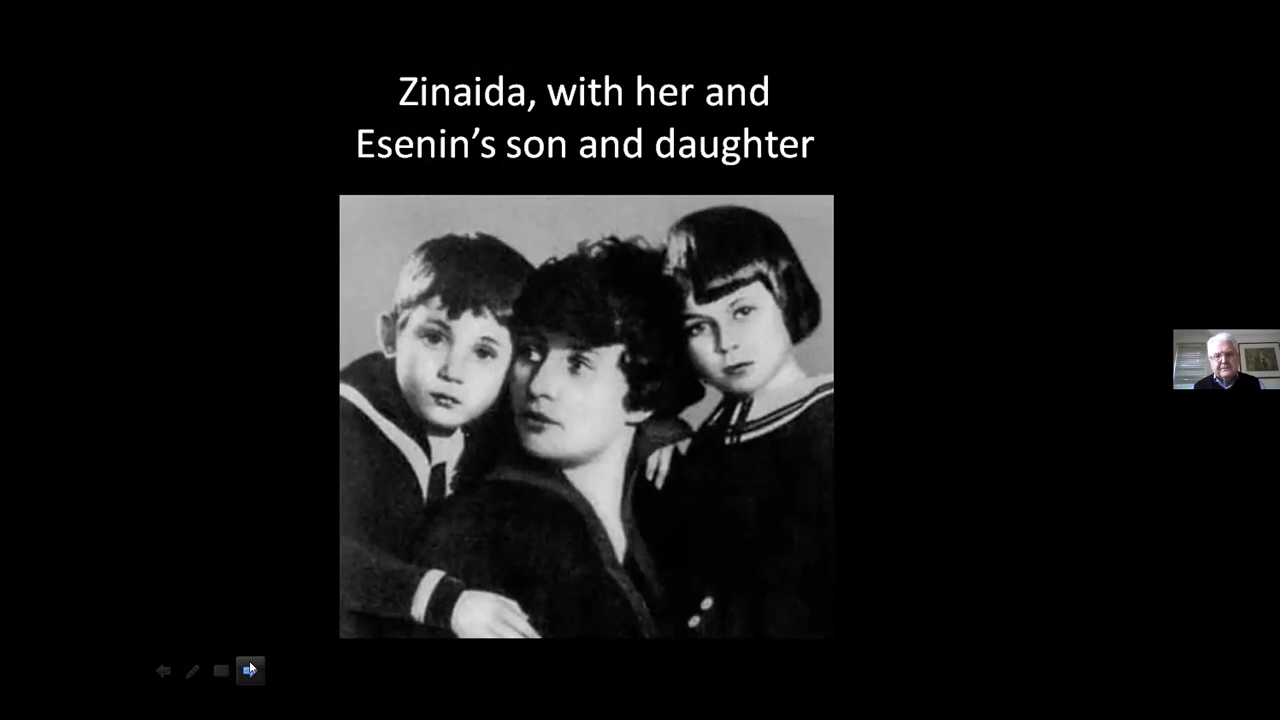 Zinaida, with her and
Esenin’s son and daughter